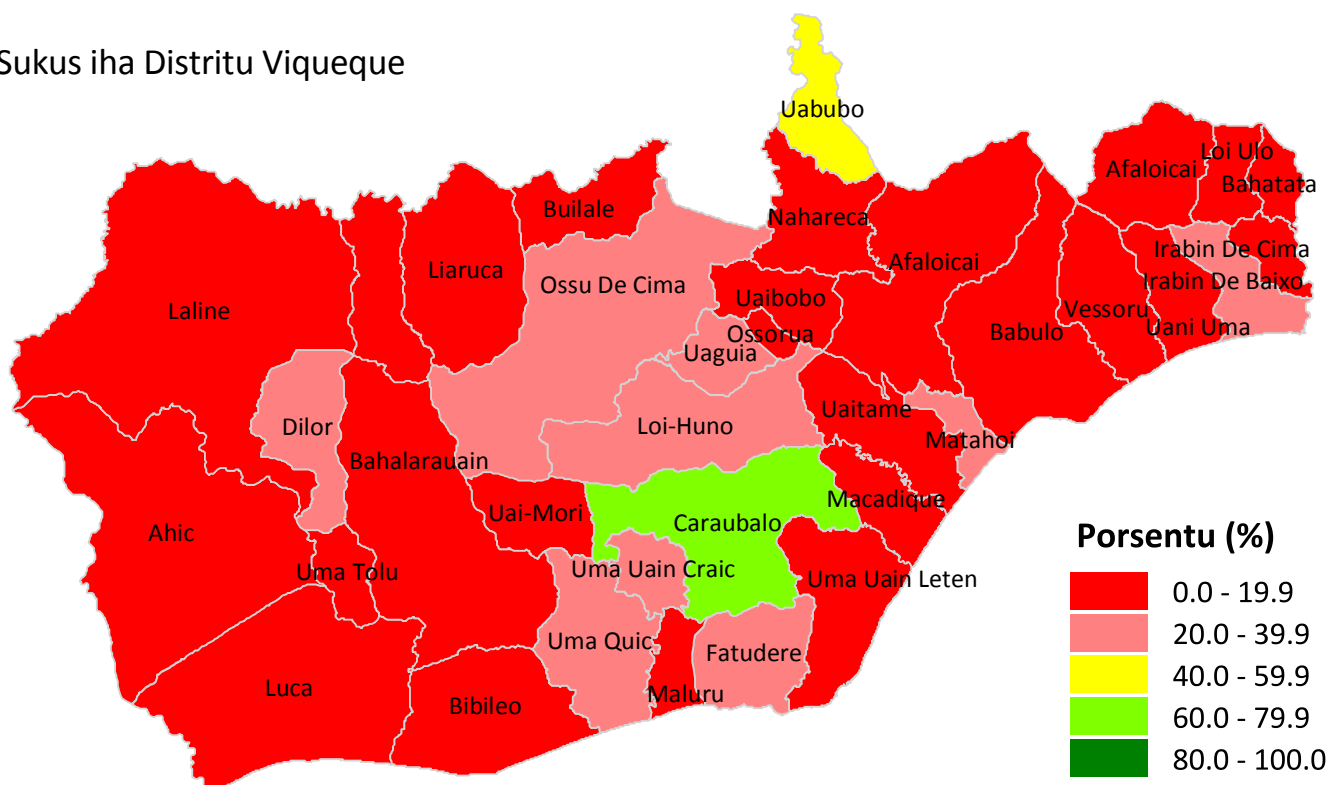 Sukus iha Distritu Viqueque
Uabubo
Loi Ulo
Afaloicai
Bahatata
Builale
Nahareca
Irabin De Cima
Afaloicai
Liaruca
Irabin De Baixo
Ossu De Cima
Uaibobo
Laline
Vessoru
Uani Uma
Babulo
Ossorua
Uaguia
Uaitame
Loi-Huno
Dilor
Matahoi
Bahalarauain
Macadique
Uai-Mori
Caraubalo
Ahic
Uma Tolu
Uma Uain Craic
Uma Uain Leten
Uma Quic
Fatudere
Luca
Maluru
Bibileo
Porsentu (%)
0.0 - 19.9
20.0 - 39.9
40.0 - 59.9
60.0 - 79.9
80.0 - 100.0